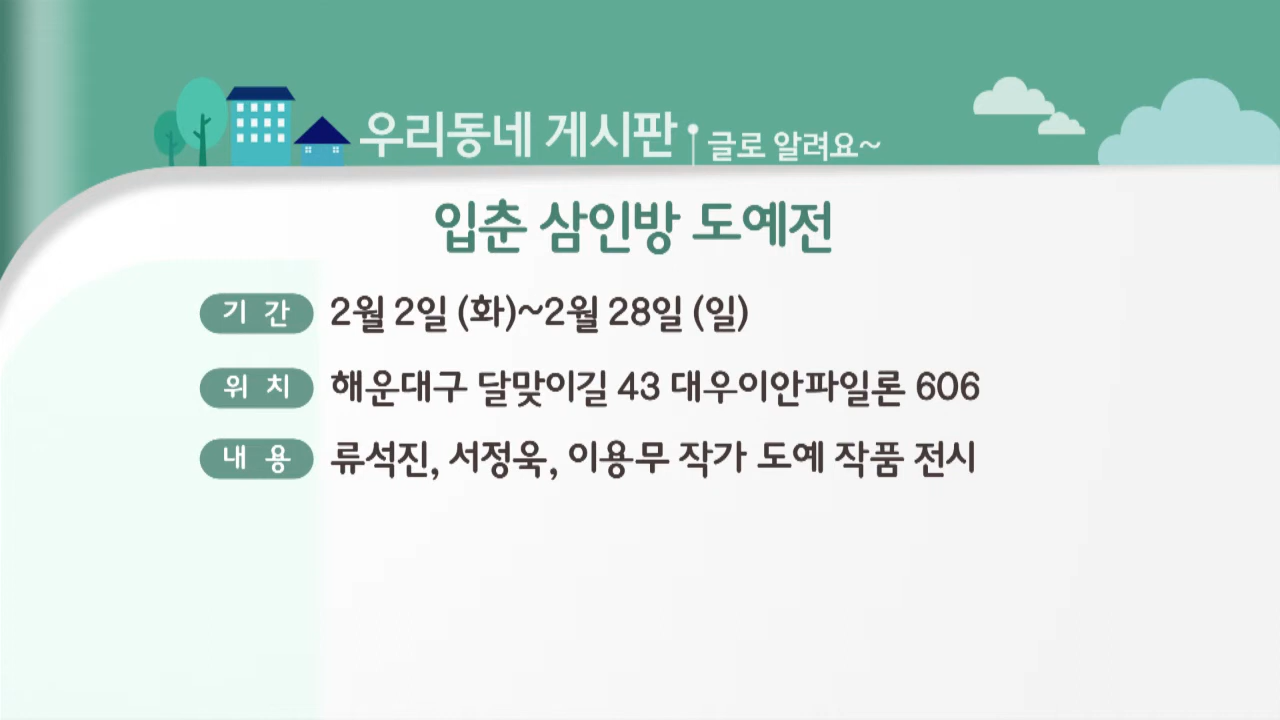 우리동네 게시판 글로 알려요~
입춘 삼인방 도예전
기 간 2월 2일 (화)~2월 28일 (일)
위 치 해운대구 달맞이길 43 대우이안파일론 606
내 용 류석진, 서정욱, 이용무 작가 도예 작품 전시